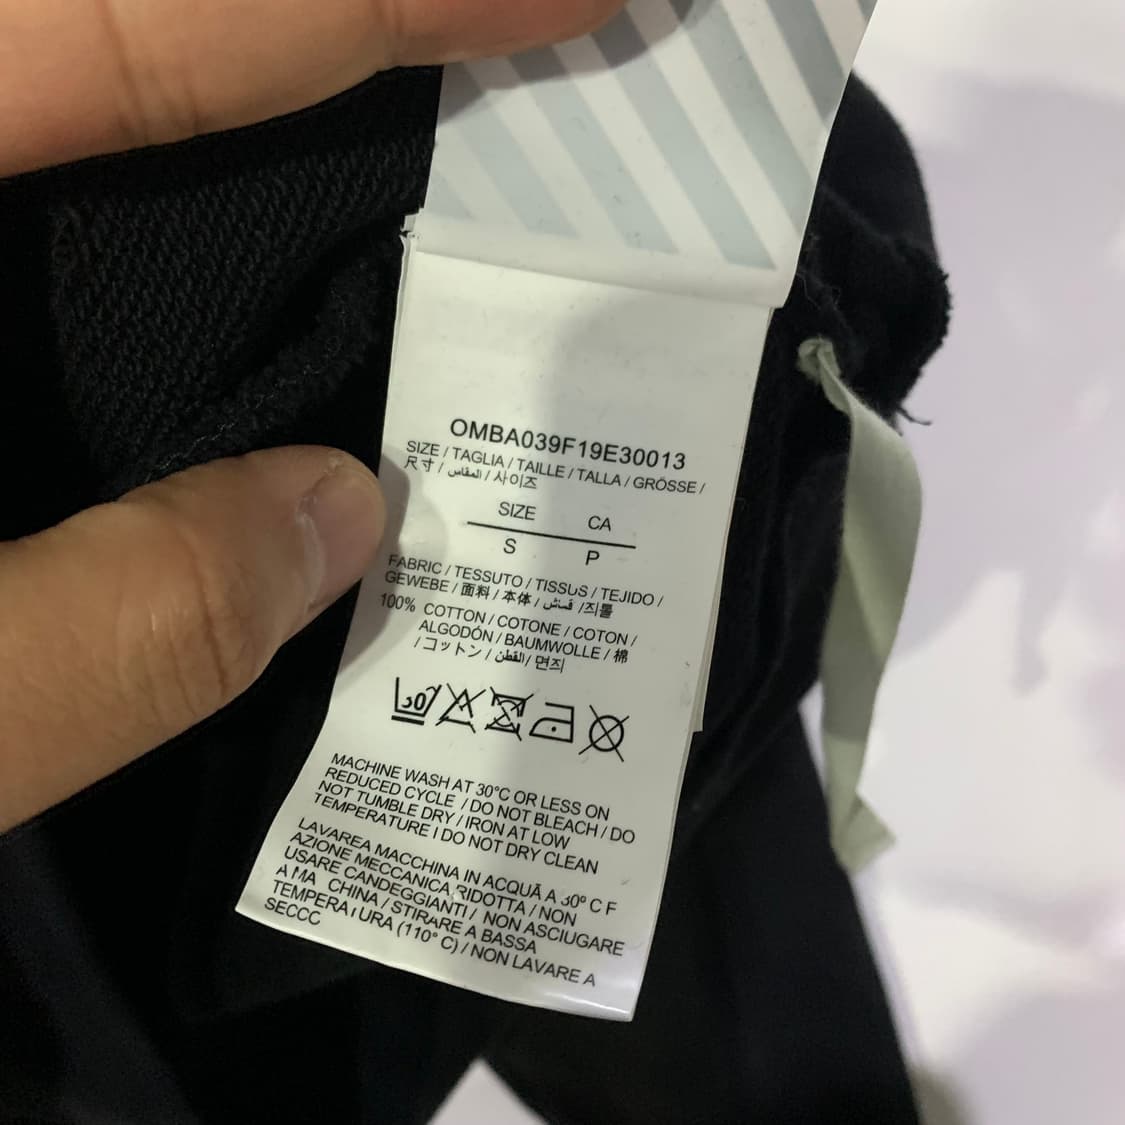 OMBA039F19E30013
SIZE / TAGLIA / TAILLE / TALLA / GRÖSSE /
尺寸 / المقاس / 사이즈
SIZE CA
S P
FABRIC / TESSUTO / TISSUS / TEJIDO /
GEWEBE / 面料 / 本体 / قماش / 직물
100% COTTON / COTONE / COTON /
ALGODÓN / BAUMWOLLE / 棉
/ コットン / القطن / 면직
MACHINE WASH AT 30°C OR LESS ON
REDUCED CYCLE / DO NOT BLEACH / DO
NOT TUMBLE DRY / IRON AT LOW
TEMPERATURE I DO NOT DRY CLEAN
LAVAREA MACCHINA IN ACQUĀ A 30° C F
AZIONE MECCANICA RIDOTTA / NON
USARE CANDEGGIANTI / NON ASCIUGARE
A MA CHINA / STIRARE A BASSA
TEMPERATURA (110° C) / NON LAVARE A
SECCC